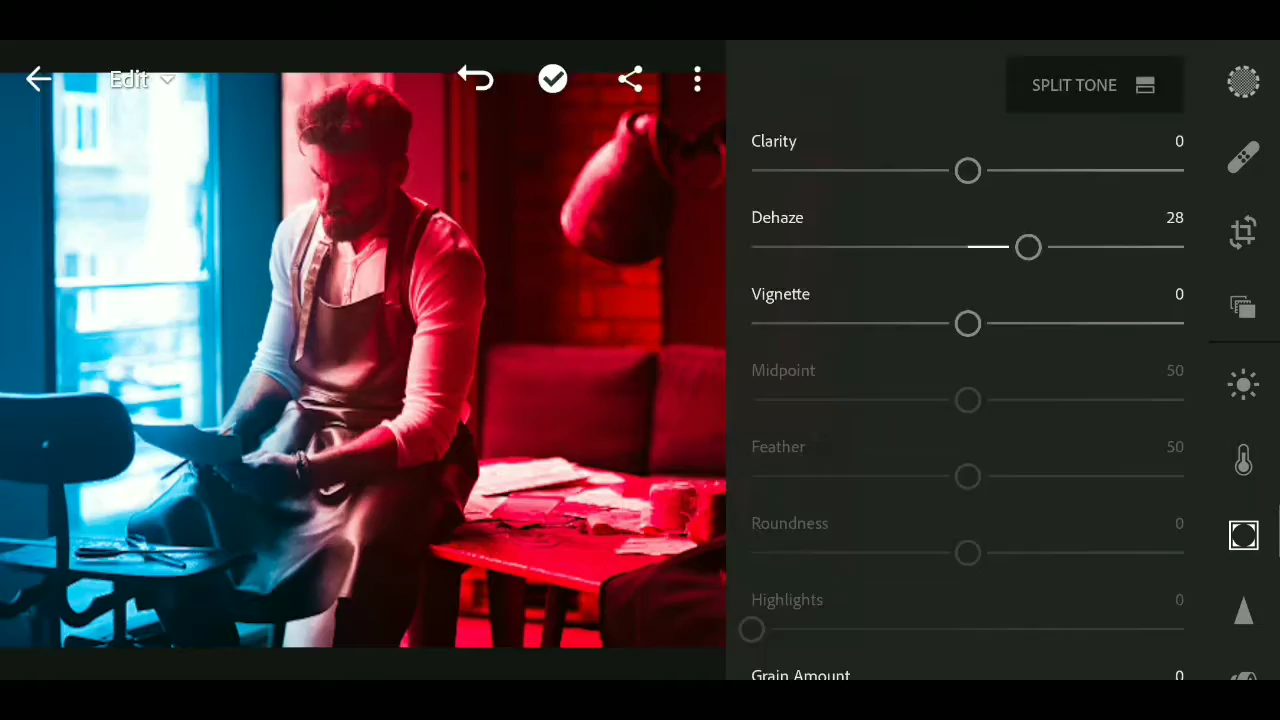 Edit
SPLIT TONE
Clarity 0
Dehaze 28
Vignette 0
Midpoint 50
Feather 50
Roundness 0
Highlights 0
Grain Amount 0